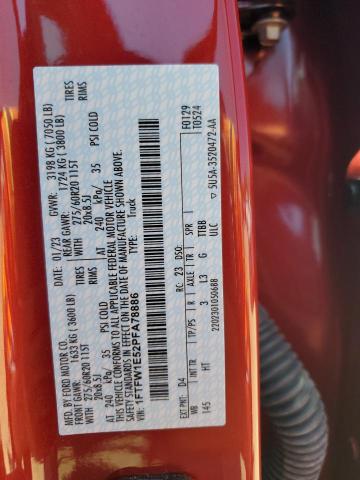 MFD BY FORD MOTOR CO.
01/23 GVWR: 3198 KG ( 7050 LB)
FRONT GAWR: REAR GAWR:
1633 KG (3600 LB) 1724 KG ( 3800 LB)
WITH WITH
275/60R20 115T TIRES 275/60R20 115T TIRES
20x8.5J RIMS 20x8.5J RIMS
AT 240 kPa/ 35 PSI COLD AT 240 kPa/ 35 PSI COLD
THIS VEHICLE CONFORMS TO ALL APPLICABLE FEDERAL MOTOR VEHICLE
SAFETY STANDARDS IN EFFECT ON THE DATE OF MANUFACTURE SHOWN ABOVE.
VIN: 1FTFW1E52PFA78886 TYPE: Truck
F0129
T0524
EXT PNT: D4 RC: 23 DSO:
WB TP/PS R AXLE TR SPR
145 HT 3 L3 G TTBB
ULC
2202301050688 5U5A-3520472-AA